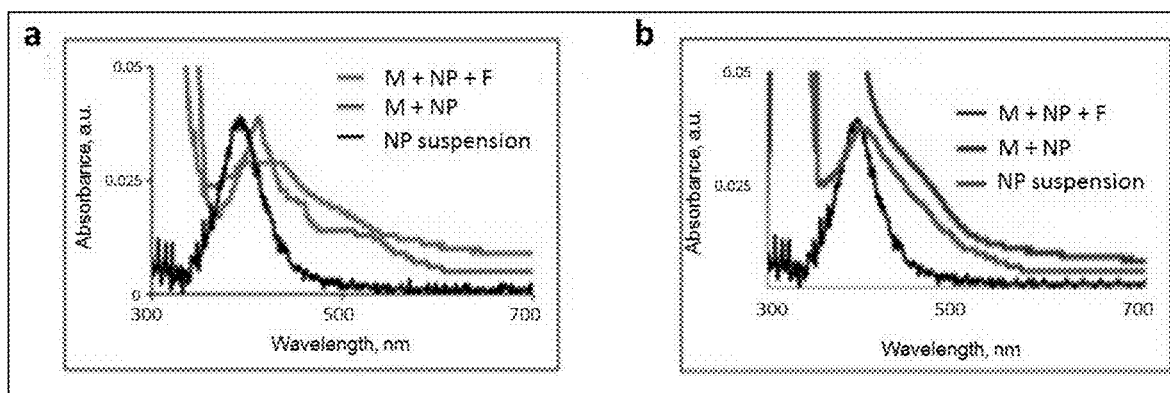 a
0.05
M + NP + F
M + NP
NP suspension
Absorbance, a.u.
0.025
0
300
500
700
Wavelength, nm
b
0.05
M + NP + F
M + NP
NP suspension
Absorbance, a.u.
0.025
300
500
700
Wavelength, nm